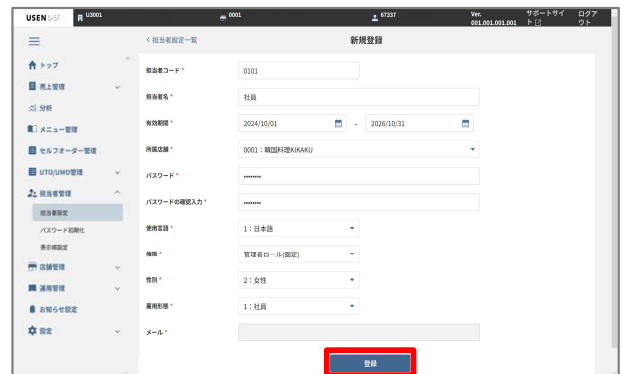 USEN レジ U3001 0001 67337 Ver. 001.001.001.001 サポートサイト ログアウト
< 担当者設定一覧 新規登録
トップ
売上管理
分析
メニュー管理
セルフオーダー管理
UTO/UMO管理
担当者管理
担当者設定
パスワード初期化
表示順設定
店舗管理
運用管理
お知らせ設定
設定
担当者コード * 0101
担当者名 * 社員
有効期間 * 2024/10/01 – 2026/10/31
所属店舗 * 0001:韓国料理KIKAKU
パスワード * ••••••••
パスワードの確認入力 * ••••••••
使用言語 * 1:日本語
権限 * 管理者ロール(固定)
性別 * 2:女性
雇用形態 * 1:社員
メール *
登録